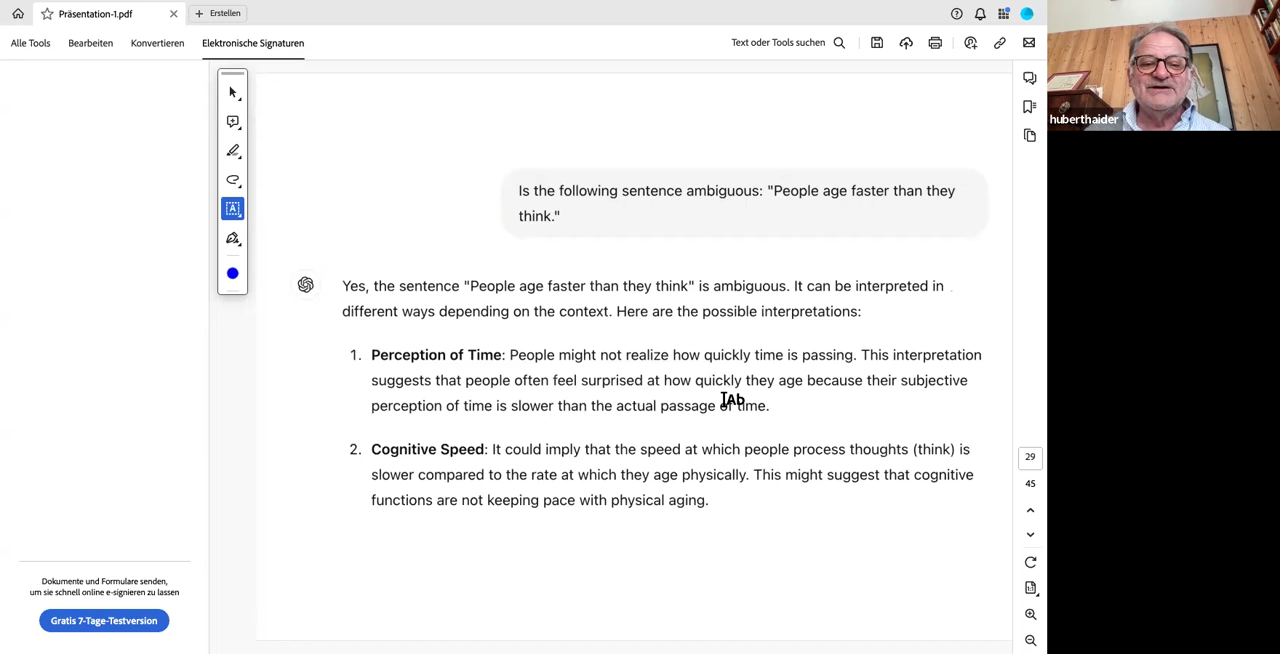 Präsentation-1.pdf
Erstellen
Alle Tools
Bearbeiten
Konvertieren
Elektronische Signaturen
Text oder Tools suchen
huberthaider
Is the following sentence ambiguous: "People age faster than they
think."
Yes, the sentence "People age faster than they think" is ambiguous. It can be interpreted in
different ways depending on the context. Here are the possible interpretations:
1. Perception of Time: People might not realize how quickly time is passing. This interpretation
suggests that people often feel surprised at how quickly they age because their subjective
perception of time is slower than the actual passage of time.
Ab
2. Cognitive Speed: It could imply that the speed at which people process thoughts (think) is
slower compared to the rate at which they age physically. This might suggest that cognitive
functions are not keeping pace with physical aging.
29
45
Dokumente und Formulare senden,
um sie schnell online e-signieren zu lassen
Gratis 7-Tage-Testversion